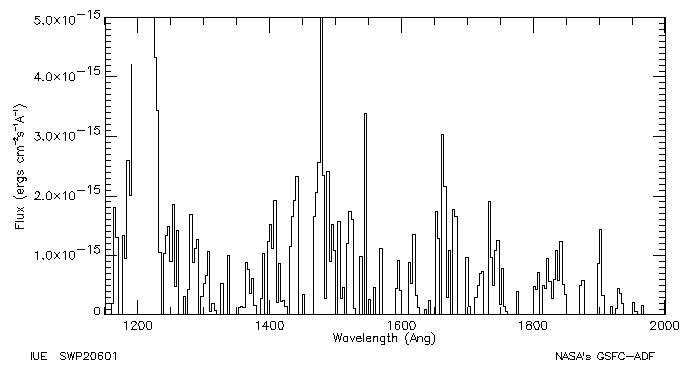 5.0×10⁻¹⁵
4.0×10⁻¹⁵
3.0×10⁻¹⁵
2.0×10⁻¹⁵
1.0×10⁻¹⁵
0
Flux (ergs cm⁻²s⁻¹A⁻¹)
1200 1400 1600 1800 2000
Wavelength (Ang)
IUE SWP20601 NASA's GSFC–ADF